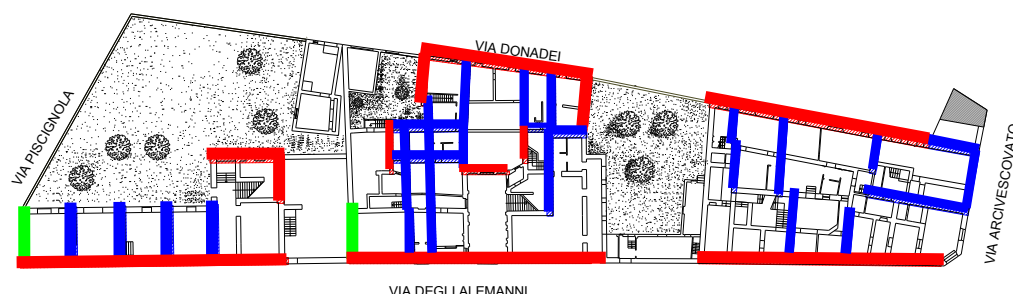 VIA DONADEI
VIA PISCIGNOLA
VIA ARCIVESCOVATO
VIA DEGLI ALEMANNI